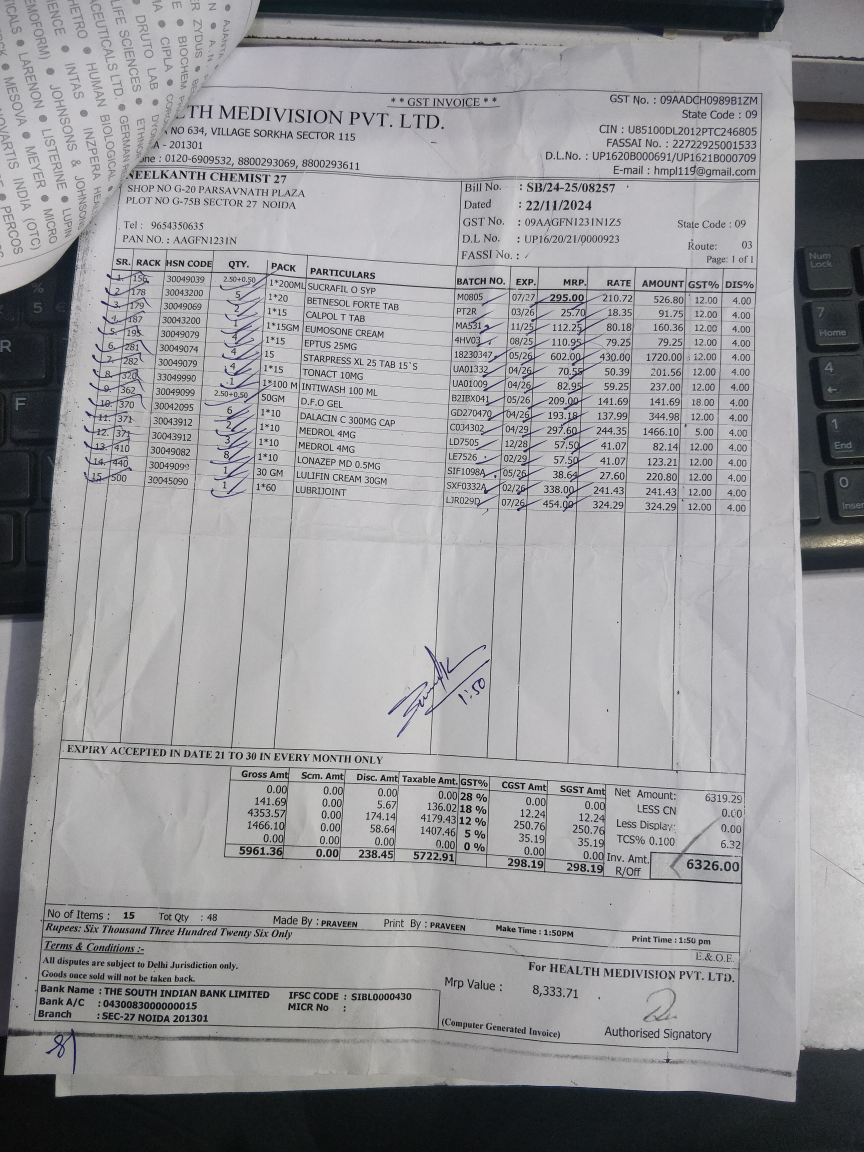 * * GST INVOICE * *
GST No. : 09AADCH0989B1ZM
State Code : 09
MEDIVISION PVT. LTD.
NO 634, VILLAGE SORKHA SECTOR 115
- 201301
: 0120-6909532, 8800293069, 8800293611
CIN : U85100DL2012PTC246805
FASSAI No. : 22722925001533
D.L.No. : UP1620B000691/UP1621B000709
E-mail : hmpl119@gmail.com
NEELKANTH CHEMIST 27
SHOP NO G-20 PARSAVNATH PLAZA
PLOT NO G-75B SECTOR 27 NOIDA
Tel : 9654350635
PAN NO. : AAGFN1231N
Bill No. : SB/24-25/08257
Dated : 22/11/2024
GST No. : 09AAGFN1231N1Z5 State Code : 09
D.L No. : UP16/20/21/0000923
Route: 03
FASSI No. : Page: 1 of 1
SR. RACK HSN CODE QTY. PACK PARTICULARS BATCH NO. EXP. MRP. RATE AMOUNT GST% DIS%
1. 150 30049039 2.50+0.50 1*200ML SUCRAFIL O SYP M0805 07/27 295.00 210.72 526.80 12.00 4.00
2. 178 30043200 5 1*20 BETNESOL FORTE TAB PT2R 03/26 25.70 18.35 91.75 12.00 4.00
3. 179 30049069 2 1*15 CALPOL T TAB MA531 11/25 112.25 80.18 160.36 12.00 4.00
4. 187 30043200 1 1*15GM EUMOSONE CREAM 4HV03 08/25 110.95 79.25 79.25 12.00 4.00
5. 195 30049079 4 1*15 EPTUS 25MG 18230347 05/26 602.00 430.00 1720.00 12.00 4.00
6. 281 30049074 4 15 STARPRESS XL 25 TAB 15`S UA01332 04/26 70.55 50.39 201.56 12.00 4.00
7. 282 30049079 4 1*15 TONACT 10MG UA01009 04/26 82.95 59.25 237.00 12.00 4.00
8. 320 33049990 1 1*100 M INTIWASH 100 ML B2IBX041 05/26 209.00 141.69 141.69 18.00 4.00
9. 362 30049099 2.50+0.50 50GM D.F.O GEL GD270470 04/26 193.18 137.99 344.98 12.00 4.00
10. 370 30042095 6 1*10 DALACIN C 300MG CAP C034302 04/29 297.60 244.35 1466.10 5.00 4.00
11. 371 30043912 2 1*10 MEDROL 4MG LD7505 12/28 57.50 41.07 82.14 12.00 4.00
12. 371 30043912 3 1*10 MEDROL 4MG LE7526 02/29 57.50 41.07 123.21 12.00 4.00
13. 410 30049082 8 1*10 LONAZEP MD 0.5MG SIF1098A 05/26 38.64 27.60 220.80 12.00 4.00
14. 440 30049099 1 30 GM LULIFIN CREAM 30GM SXF0332A 02/26 338.00 241.43 241.43 12.00 4.00
15. 500 30045090 1 1*60 LUBRIJOINT LJR029D 07/26 454.00 324.29 324.29 12.00 4.00
1:50
EXPIRY ACCEPTED IN DATE 21 TO 30 IN EVERY MONTH ONLY
Gross Amt Scm. Amt Disc. Amt Taxable Amt. GST% CGST Amt SGST Amt
0.00 0.00 0.00 0.00 28 % 0.00 0.00
141.69 0.00 5.67 136.02 18 % 12.24 12.24
4353.57 0.00 174.14 4179.43 12 % 250.76 250.76
1466.10 0.00 58.64 1407.46 5 % 35.19 35.19
0.00 0.00 0.00 0.00 0 % 0.00 0.00
5961.36 0.00 238.45 5722.91 298.19 298.19
Net Amount: 6319.29
LESS CN 0.00
Less Display: 0.00
TCS% 0.100 6.32
Inv. Amt. 6326.00
R/Off
No of Items : 15 Tot Qty : 48 Made By : PRAVEEN Print By : PRAVEEN Make Time : 1:50PM Print Time : 1:50 pm
Rupees: Six Thousand Three Hundred Twenty Six Only
E.& O.E.
Terms & Conditions :-
All disputes are subject to Delhi Jurisdiction only.
Goods once sold will not be taken back.
Bank Name : THE SOUTH INDIAN BANK LIMITED IFSC CODE : SIBL0000430
Bank A/C : 0430083000000015 MICR No :
Branch : SEC-27 NOIDA 201301
For HEALTH MEDIVISION PVT. LTD.
Mrp Value : 8,333.71
(Computer Generated Invoice)
Authorised Signatory